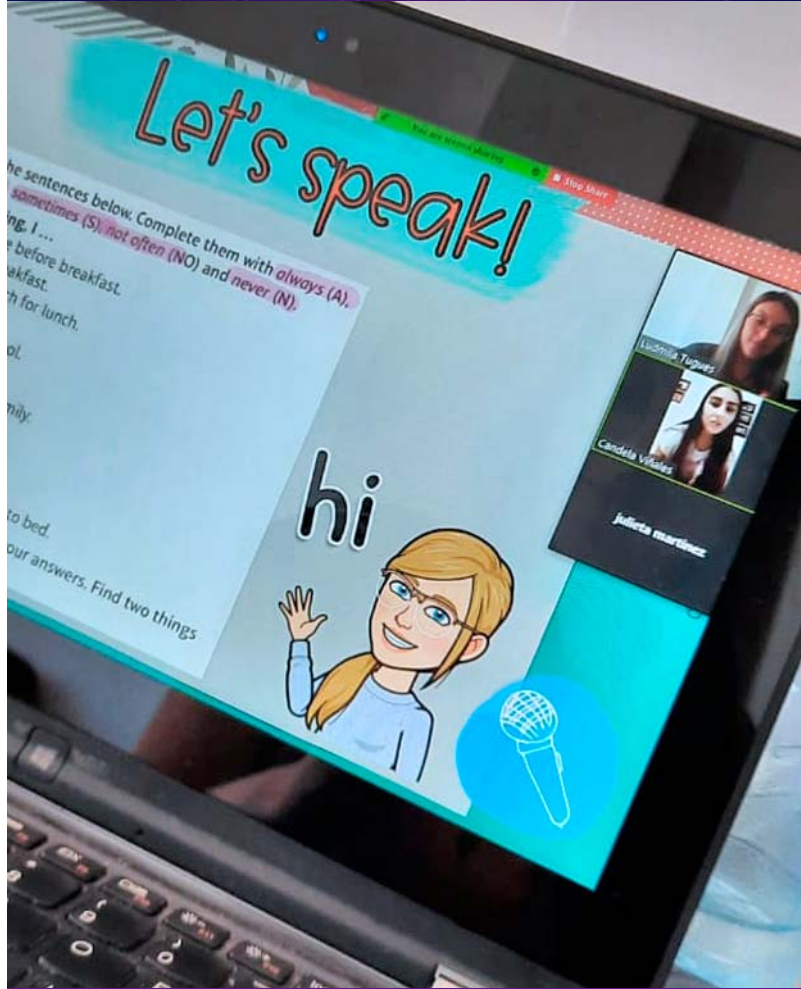 Let's speak!
You are screen sharing
Stop Share
he sentences below. Complete them with always (A),
sometimes (S), not often (NO) and never (N).
ng, I ...
e before breakfast.
akfast.
ch for lunch.
ol.
mily.
to bed.
our answers. Find two things
hi
Ludmila Tugues
Candela Viñales
julieta martinez